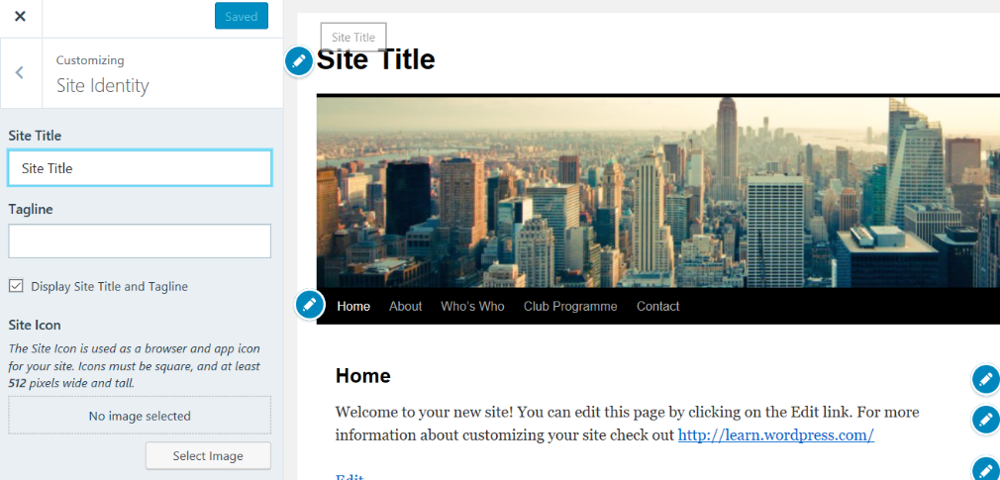 Saved
Customizing
Site Identity
Site Title
Site Title
Tagline
Display Site Title and Tagline
Site Icon
The Site Icon is used as a browser and app icon
for your site. Icons must be square, and at least
512 pixels wide and tall.
No image selected
Select Image
Site Title
Site Title
Home About Who's Who Club Programme Contact
Home
Welcome to your new site! You can edit this page by clicking on the Edit link. For more
information about customizing your site check out http://learn.wordpress.com/
Edit